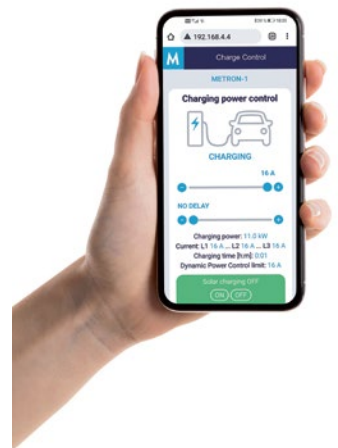 192.168.4.4
M
Charge Control
METRON-1
Charging power control
CHARGING
16 A
NO DELAY
Charging power: 11.0 kW
Current: L1 16 A ... L2 16 A ... L3 16 A
Charging time [h:m]: 0:01
Dynamic Power Control limit: 16 A
Solar charging OFF
ON OFF